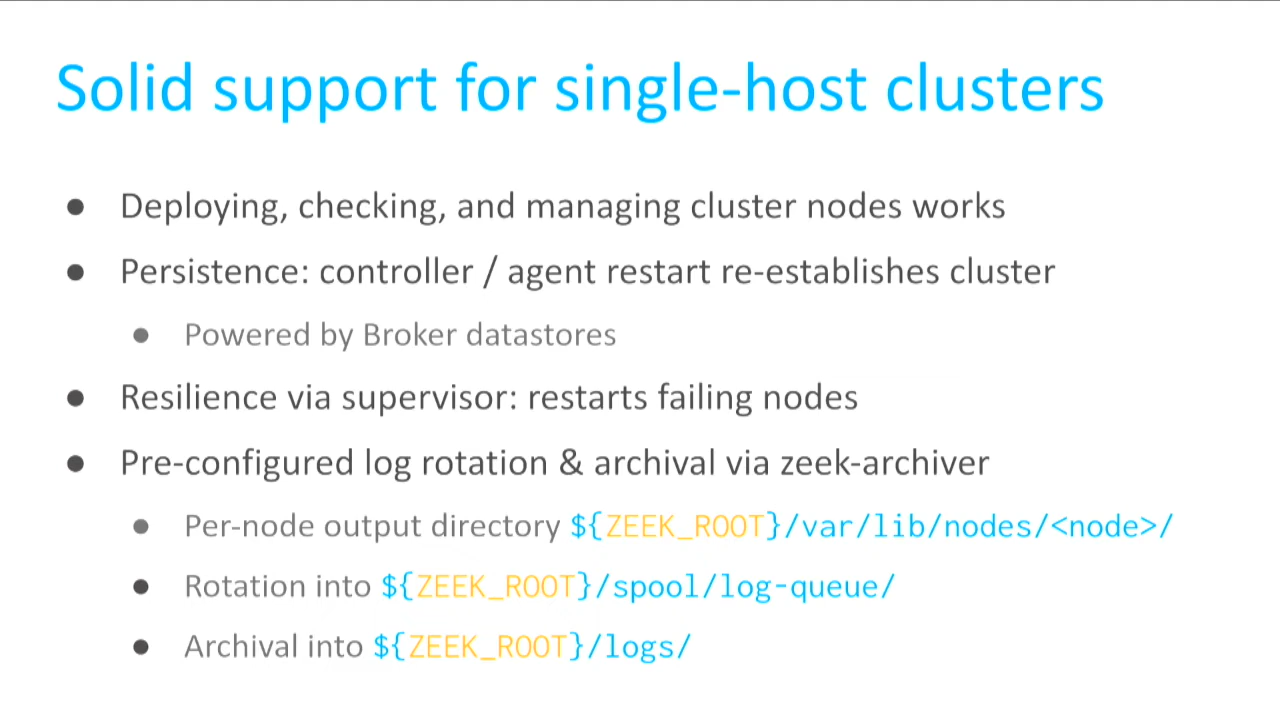 Solid support for single-host clusters
● Deploying, checking, and managing cluster nodes works
● Persistence: controller / agent restart re-establishes cluster
● Powered by Broker datastores
● Resilience via supervisor: restarts failing nodes
● Pre-configured log rotation & archival via zeek-archiver
● Per-node output directory ${ZEEK_ROOT}/var/lib/nodes/<node>/
● Rotation into ${ZEEK_ROOT}/spool/log-queue/
● Archival into ${ZEEK_ROOT}/logs/